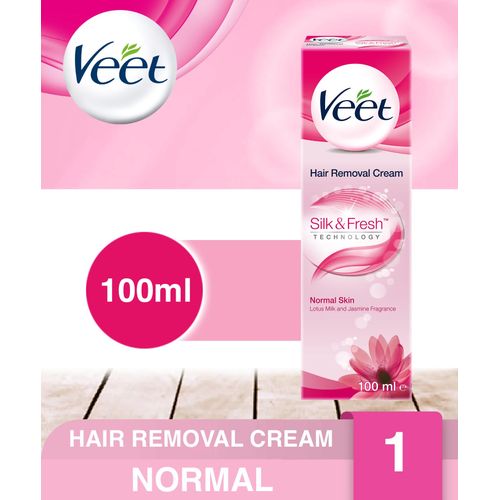 Veet
Veet
Hair Removal Cream
Silk & Fresh™
TECHNOLOGY
Normal Skin
Lotus Milk and Jasmine Fragrance
100 ml ℮
100ml
HAIR REMOVAL CREAM
NORMAL
1